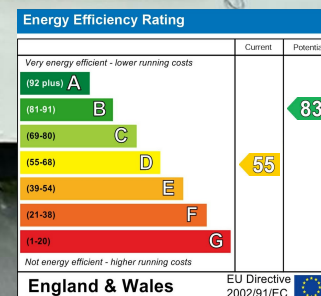 Energy Efficiency Rating
Current Potentia
Very energy efficient - lower running costs
(92 plus) A
(81-91) B 83
(69-80) C
(55-68) D 55
(39-54) E
(21-38) F
(1-20) G
Not energy efficient - higher running costs
England & Wales
EU Directive
2002/91/EC